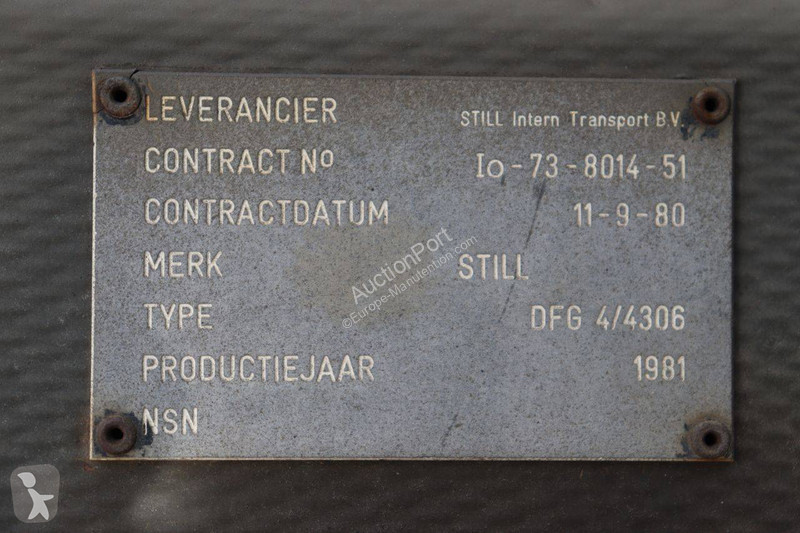 LEVERANCIER STILL Intern Transport B.V.
CONTRACT Nº Io-73-8014-51
CONTRACTDATUM 11-9-80
MERK STILL
TYPE DFG 4/4306
PRODUCTIEJAAR 1981
NSN
AuctionPort
©Europe-Manutention.com